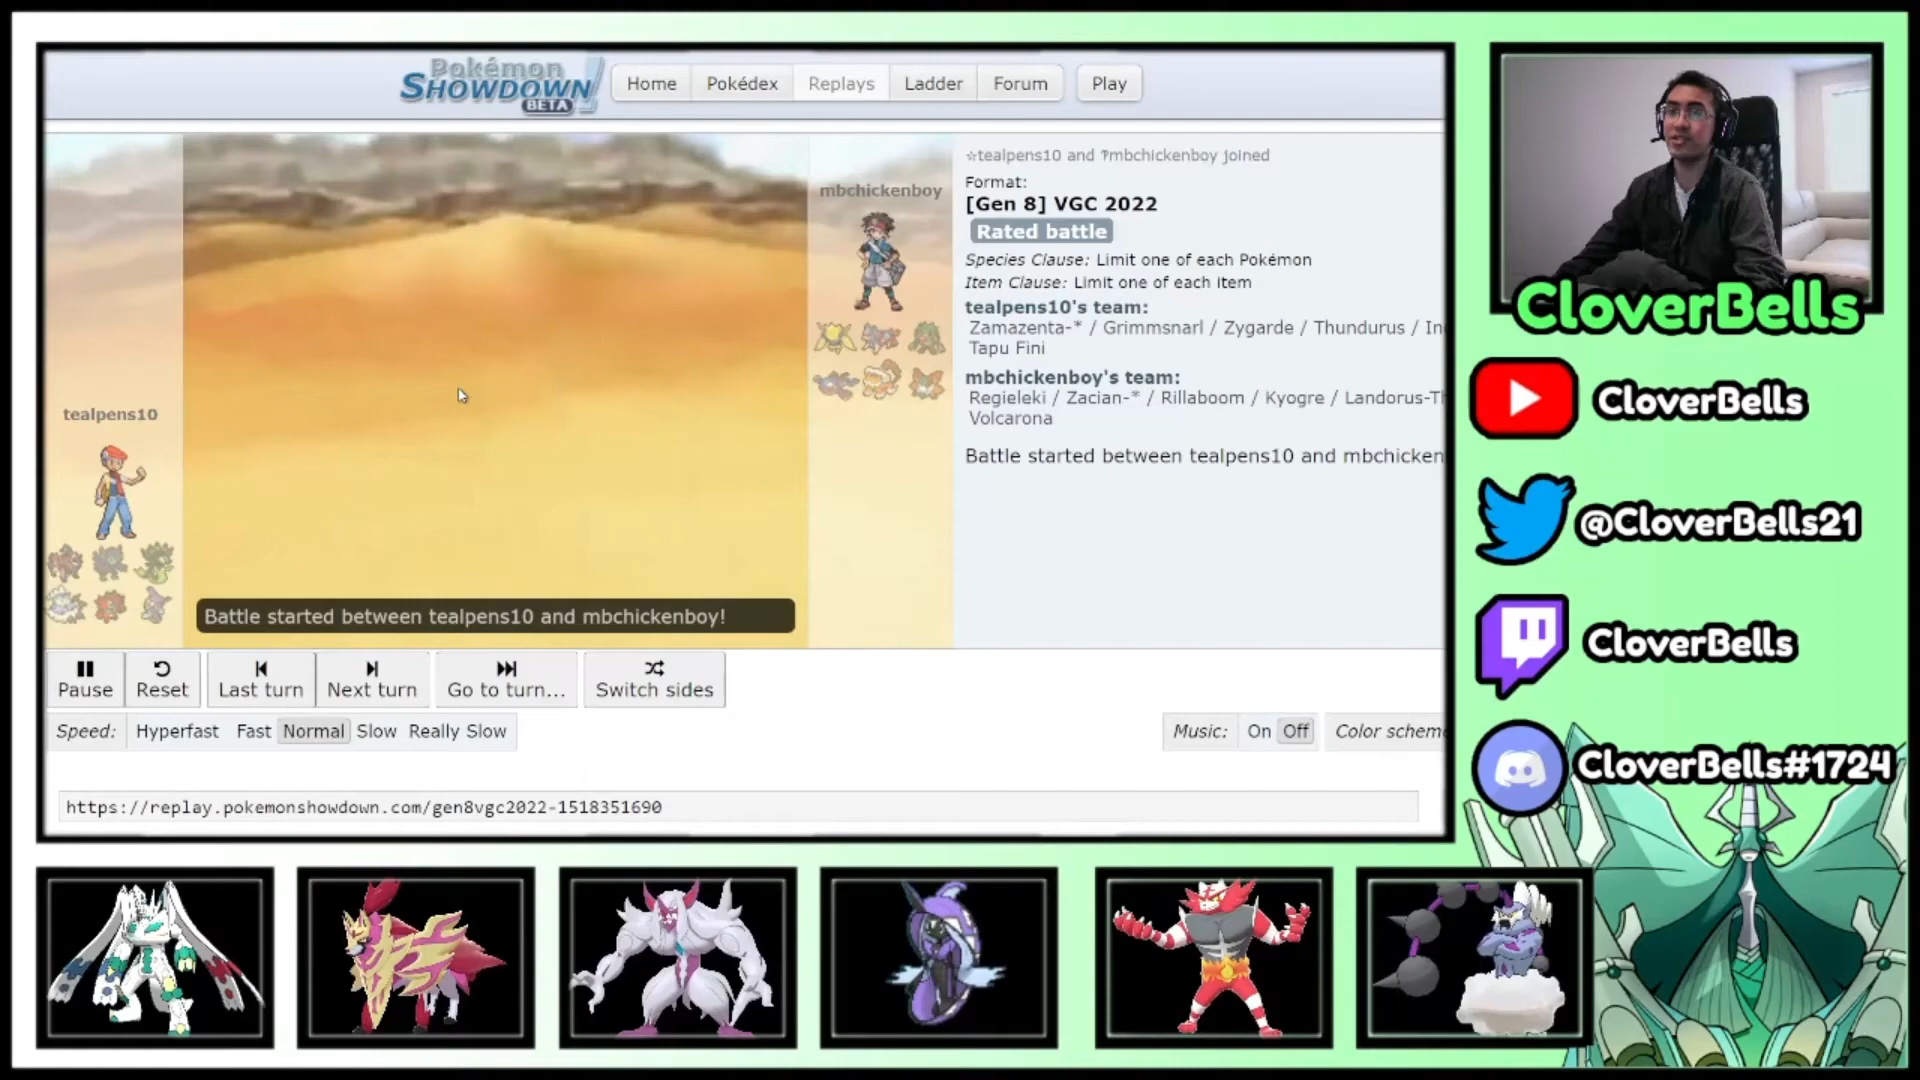 Pokémon
SHOWDOWN!
BETA
Home
Pokédex
Replays
Ladder
Forum
Play
mbchickenboy
tealpens10
Battle started between tealpens10 and mbchickenboy!
☆tealpens10 and ☆mbchickenboy joined
Format:
[Gen 8] VGC 2022
Rated battle
Species Clause: Limit one of each Pokémon
Item Clause: Limit one of each Item
tealpens10's team:
Zamazenta-* / Grimmsnarl / Zygarde / Thundurus / In
Tapu Fini
mbchickenboy's team:
Regieleki / Zacian-* / Rillaboom / Kyogre / Landorus-Th
Volcarona
Battle started between tealpens10 and mbchicken
Pause
Reset
Last turn
Next turn
Go to turn...
Switch sides
Speed: Hyperfast Fast Normal Slow Really Slow
Music: On Off
Color scheme
https://replay.pokemonshowdown.com/gen8vgc2022-1518351690
CloverBells
CloverBells
@CloverBells21
CloverBells
CloverBells#1724